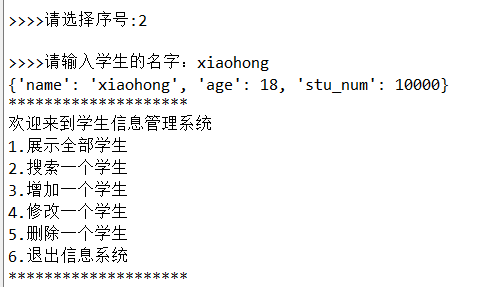 >>>>请选择序号:2
>>>>请输入学生的名字：xiaohong
{'name': 'xiaohong', 'age': 18, 'stu_num': 10000}
********************
欢迎来到学生信息管理系统
1.展示全部学生
2.搜索一个学生
3.增加一个学生
4.修改一个学生
5.删除一个学生
6.退出信息系统
********************